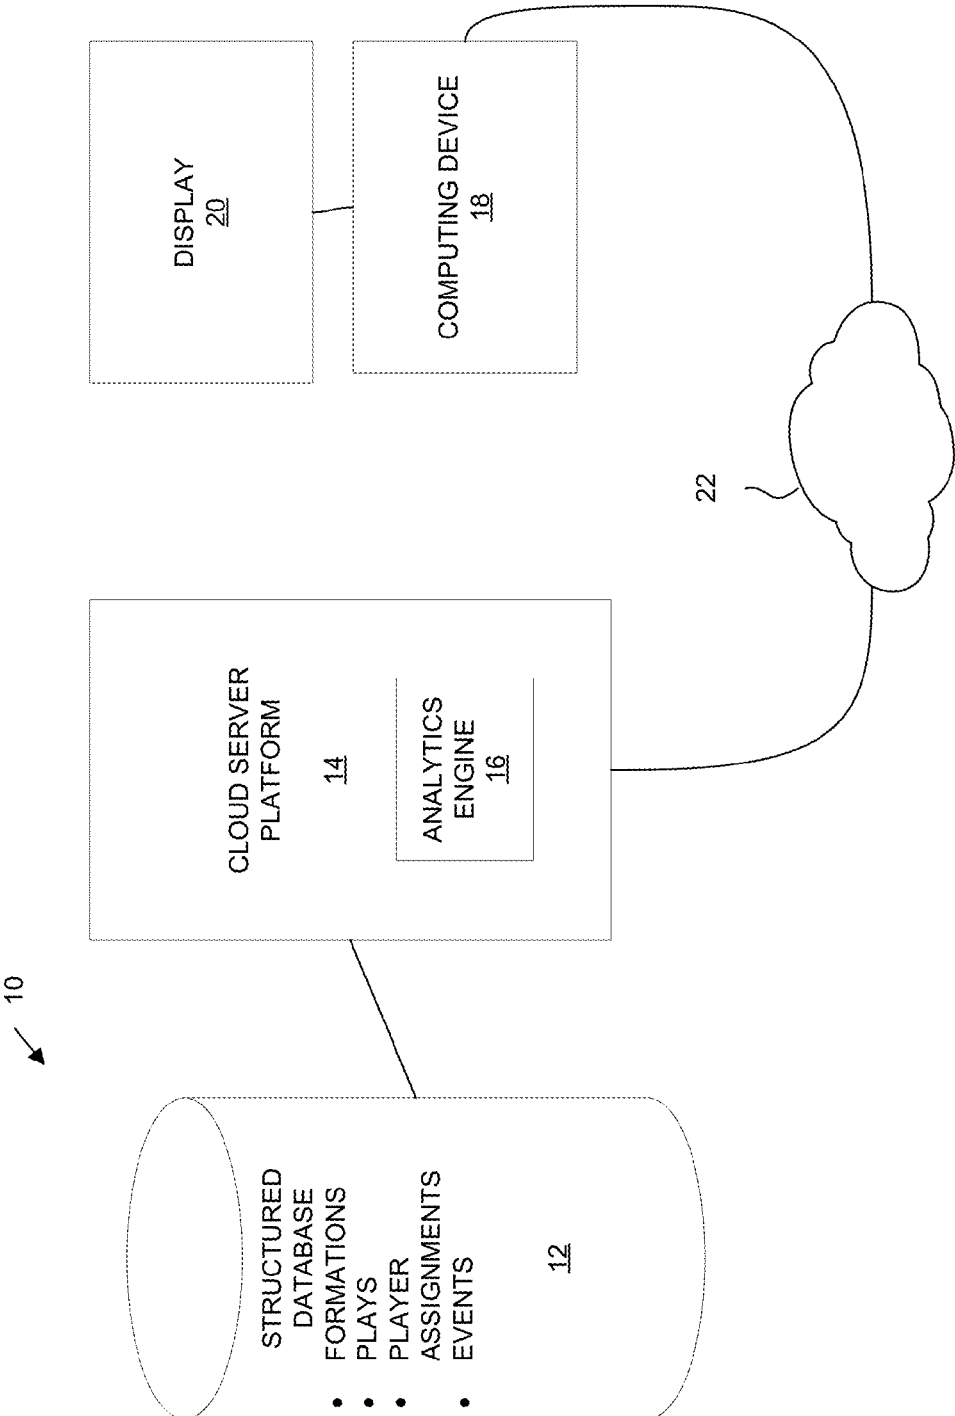 10
STRUCTURED
DATABASE
• FORMATIONS
• PLAYS
• PLAYER
ASSIGNMENTS
• EVENTS
12
CLOUD SERVER
PLATFORM
14
ANALYTICS
ENGINE
16
DISPLAY
20
COMPUTING DEVICE
18
22